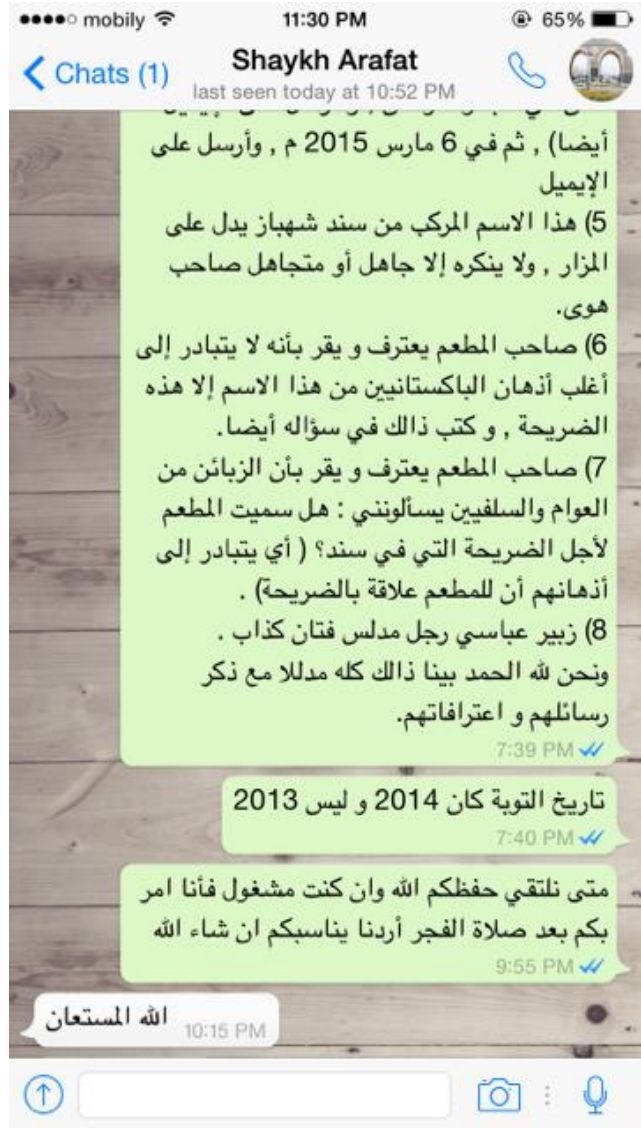 mobily 11:30 PM 65%
Chats (1) Shaykh Arafat
last seen today at 10:52 PM
أيضا) , ثم في 6 مارس 2015 م , وأرسل على
الإيميل
5) هذا الاسم المركب من سند شهباز يدل على
المزار , ولا ينكره إلا جاهل أو متجاهل صاحب
هوى.
6) صاحب المطعم يعترف و يقر بأنه لا يتبادر إلى
أغلب أذهان الباكستانيين من هذا الاسم إلا هذه
الضريحة , و كتب ذالك في سؤاله أيضا.
7) صاحب المطعم يعترف و يقر بأن الزبائن من
العوام والسلفيين يسألونني : هل سميت المطعم
لأجل الضريحة التي في سند؟ ( أي يتبادر إلى
أذهانهم أن للمطعم علاقة بالضريحة) .
8) زبير عباسي رجل مدلس فتان كذاب .
ونحن لله الحمد بينا ذالك كله مدللا مع ذكر
رسائلهم و اعترافاتهم.
7:39 PM
تاريخ التوبة كان 2014 و ليس 2013
7:40 PM
متى نلتقي حفظكم الله وان كنت مشغول فأنا امر
بكم بعد صلاة الفجر أردنا يناسبكم ان شاء الله
9:55 PM
الله المستعان
10:15 PM